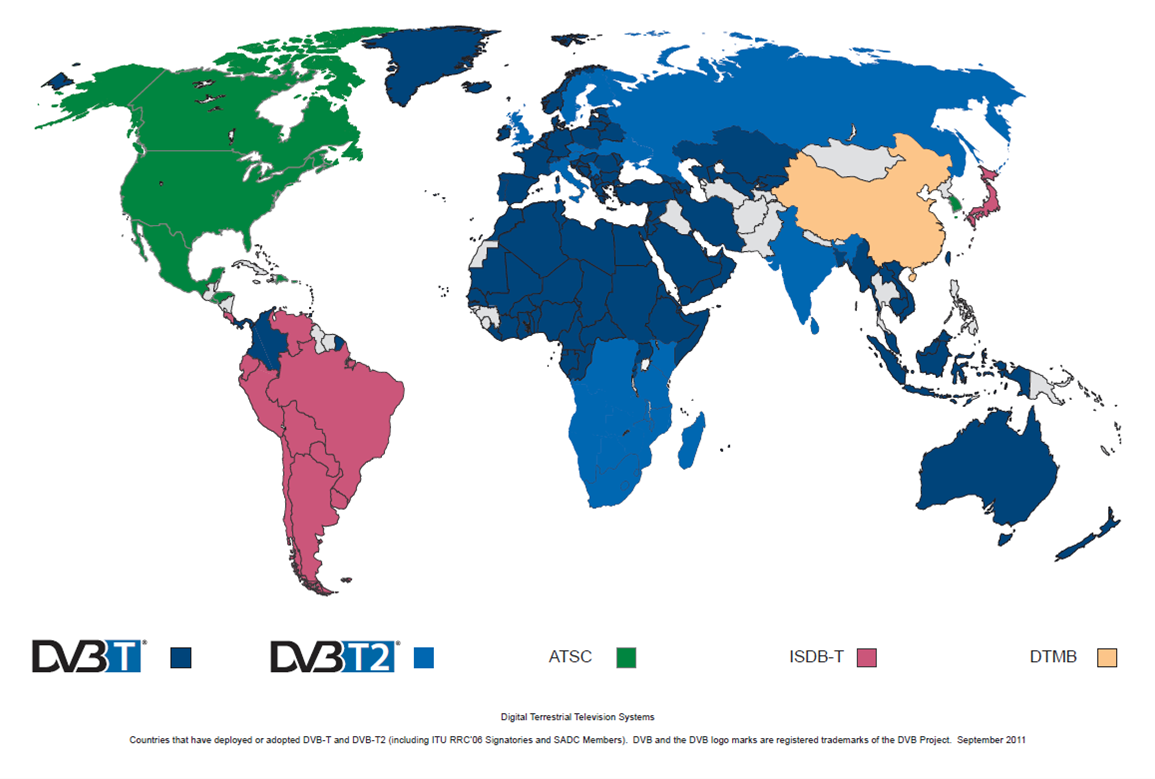 DVB T®
DVB T2®
ATSC
ISDB-T
DTMB
Digital Terrestrial Television Systems
Countries that have deployed or adopted DVB-T and DVB-T2 (including ITU RRC'06 Signatories and SADC Members).  DVB and the DVB logo marks are registered trademarks of the DVB Project.  September 2011